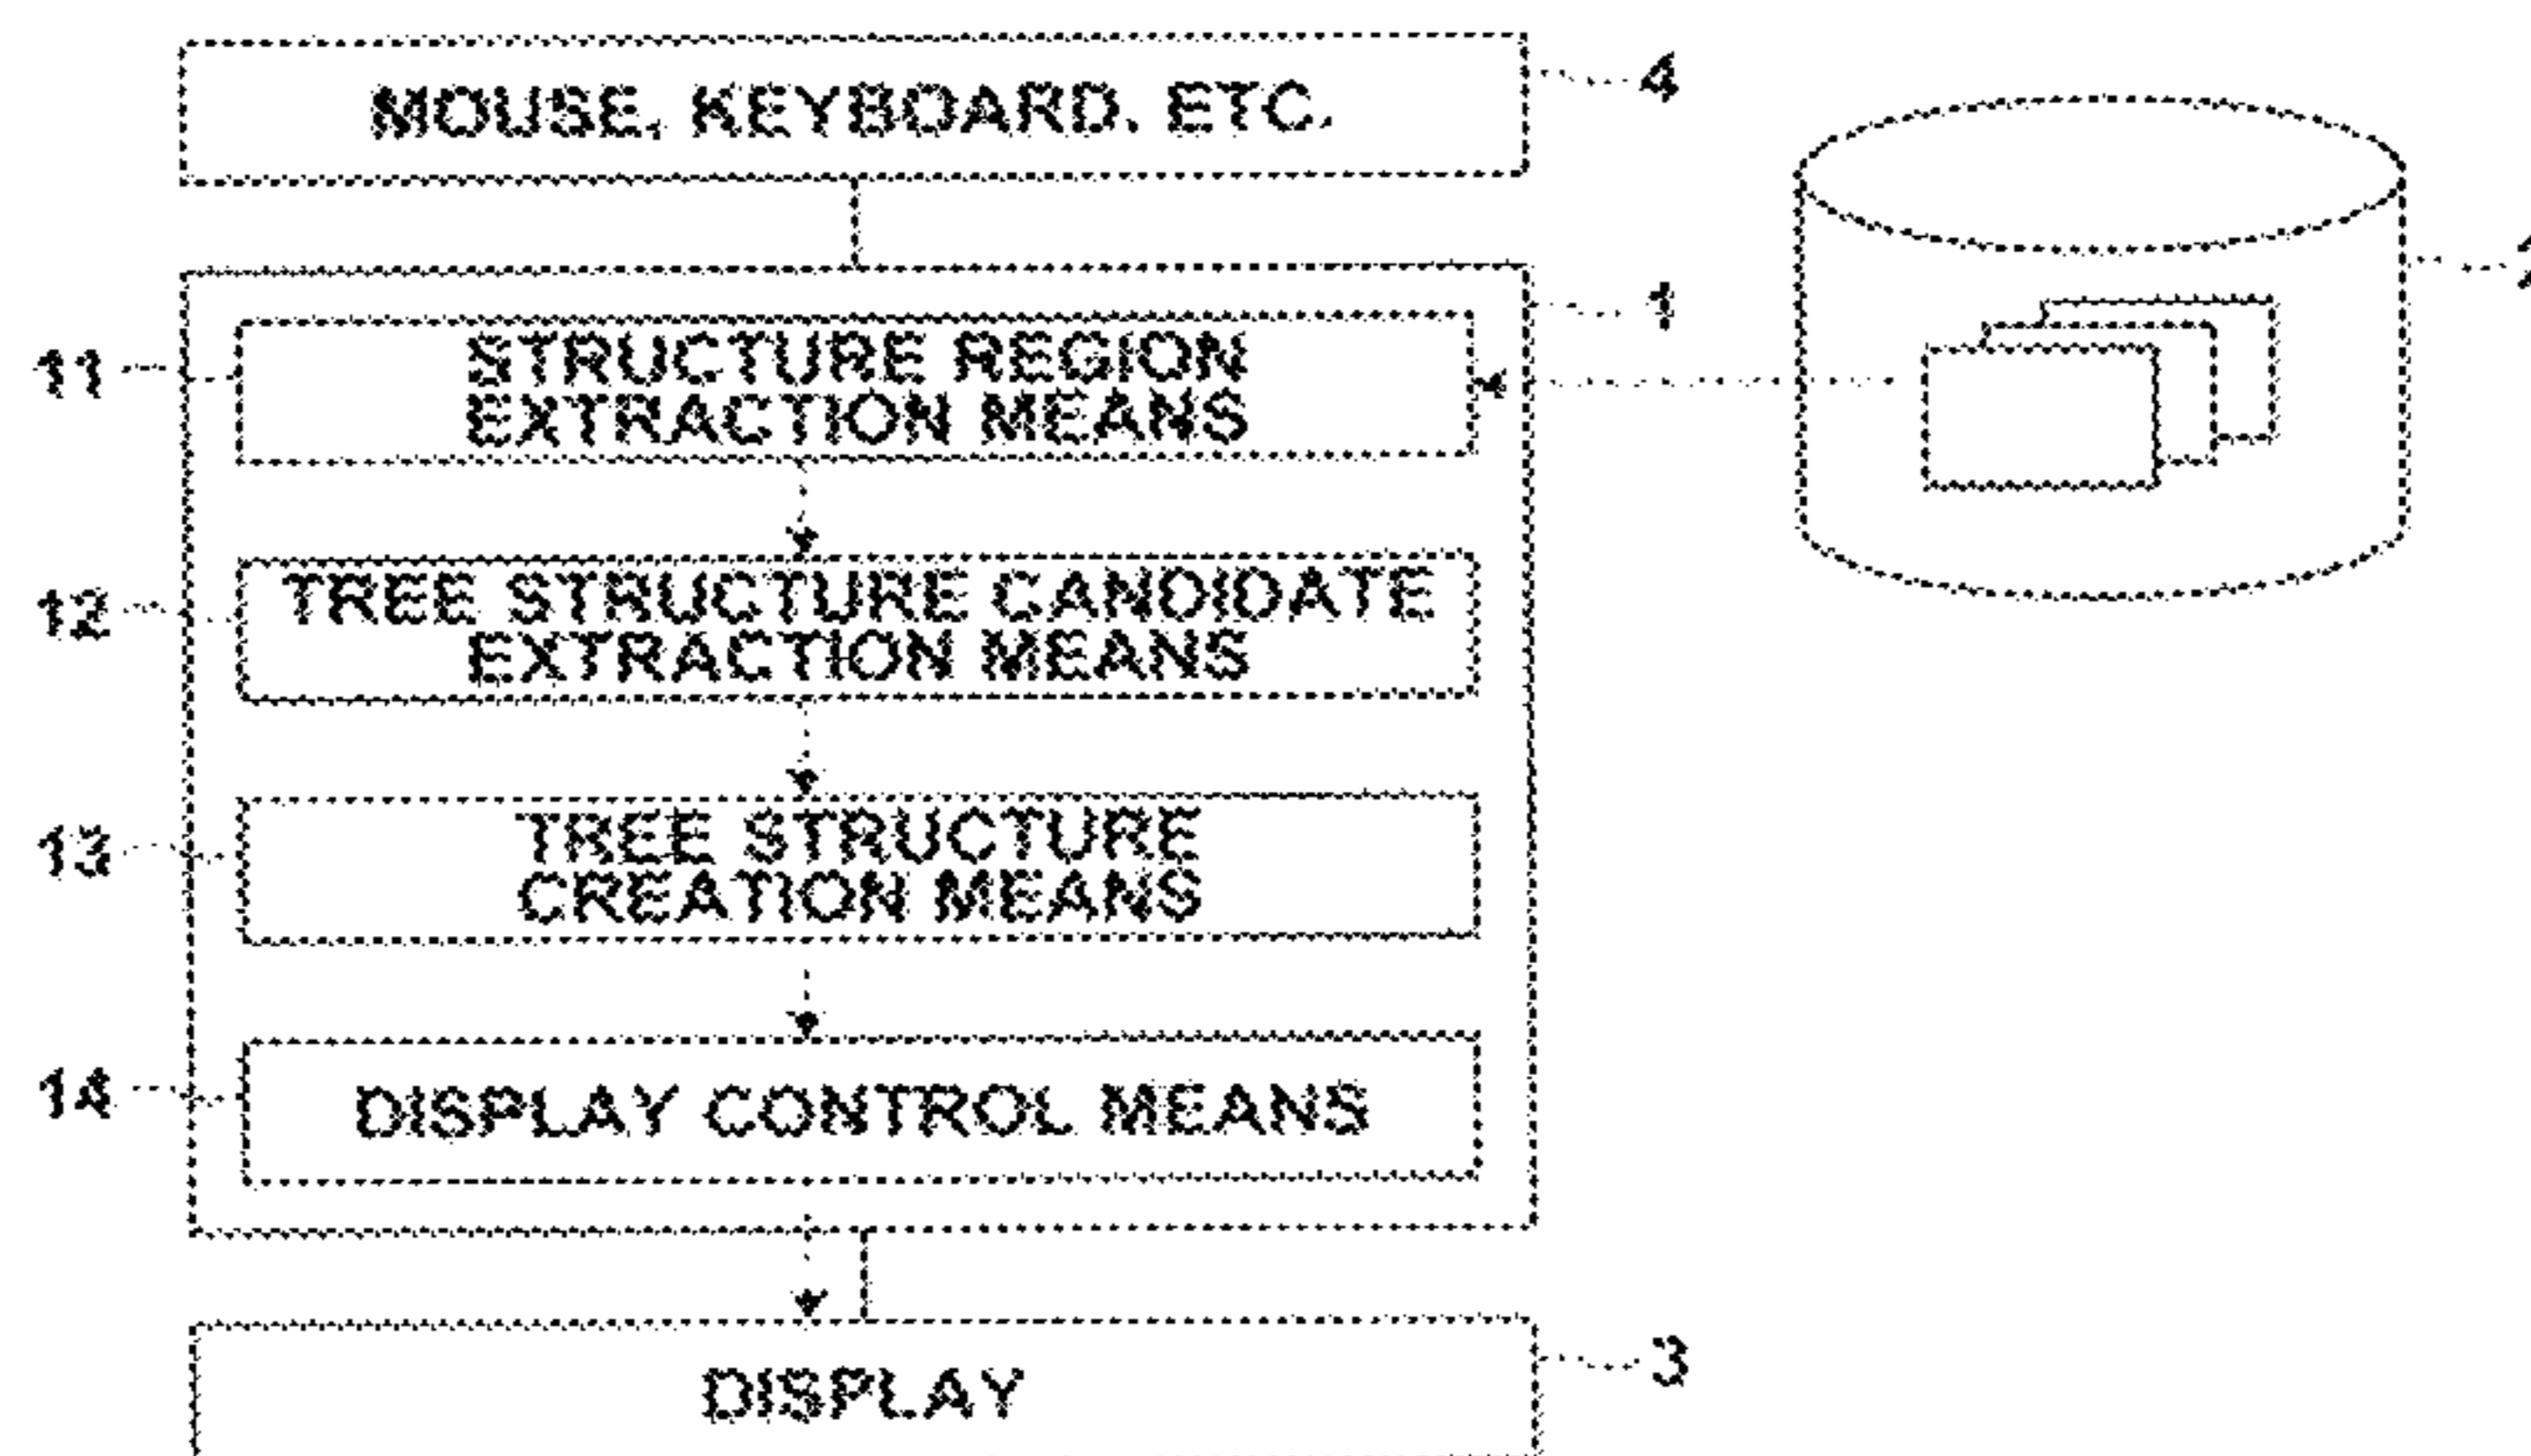 MOUSE, KEYBOARD, ETC.
4
1
11
STRUCTURE REGION
EXTRACTION MEANS
12
TREE STRUCTURE CANDIDATE
EXTRACTION MEANS
13
TREE STRUCTURE
CREATION MEANS
14
DISPLAY CONTROL MEANS
DISPLAY
3